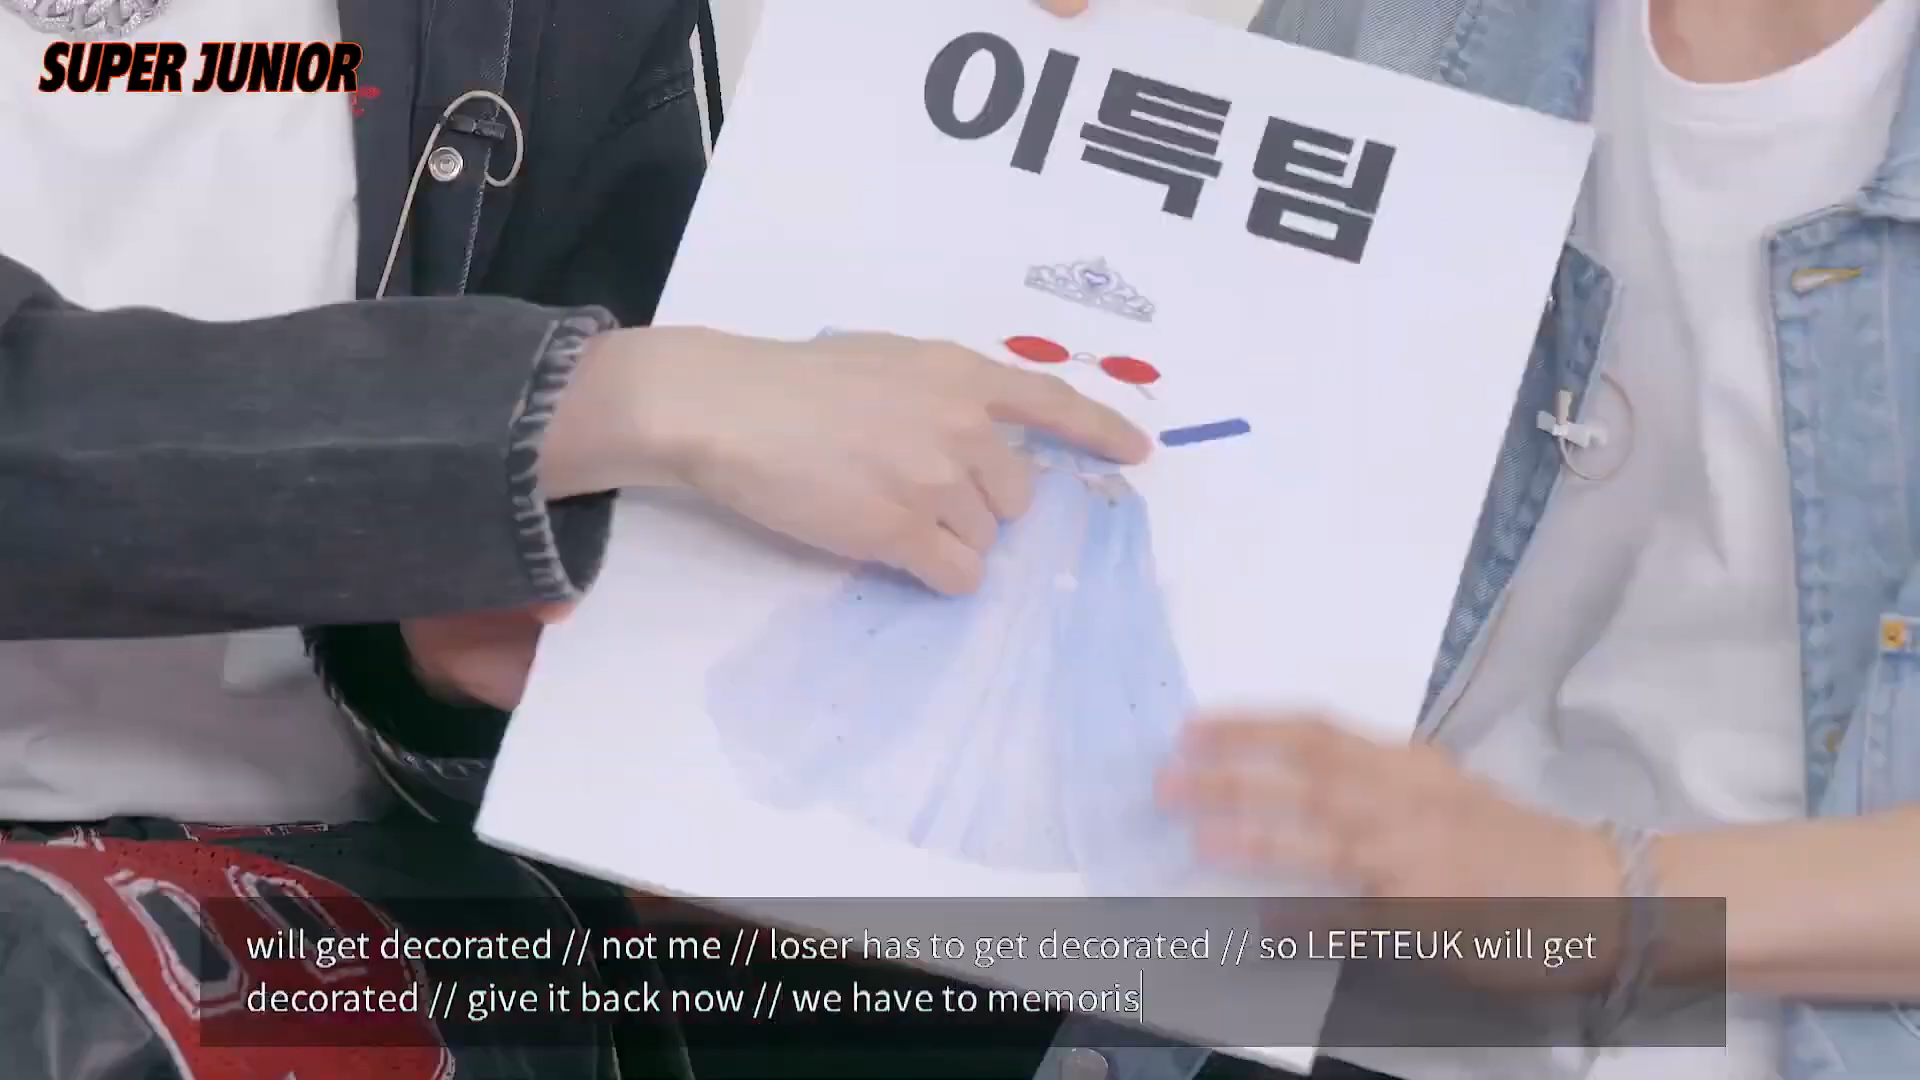 SUPER JUNIOR
이특팀
will get decorated // not me // loser has to get decorated // so LEETEUK will get
decorated // give it back now // we have to memoris